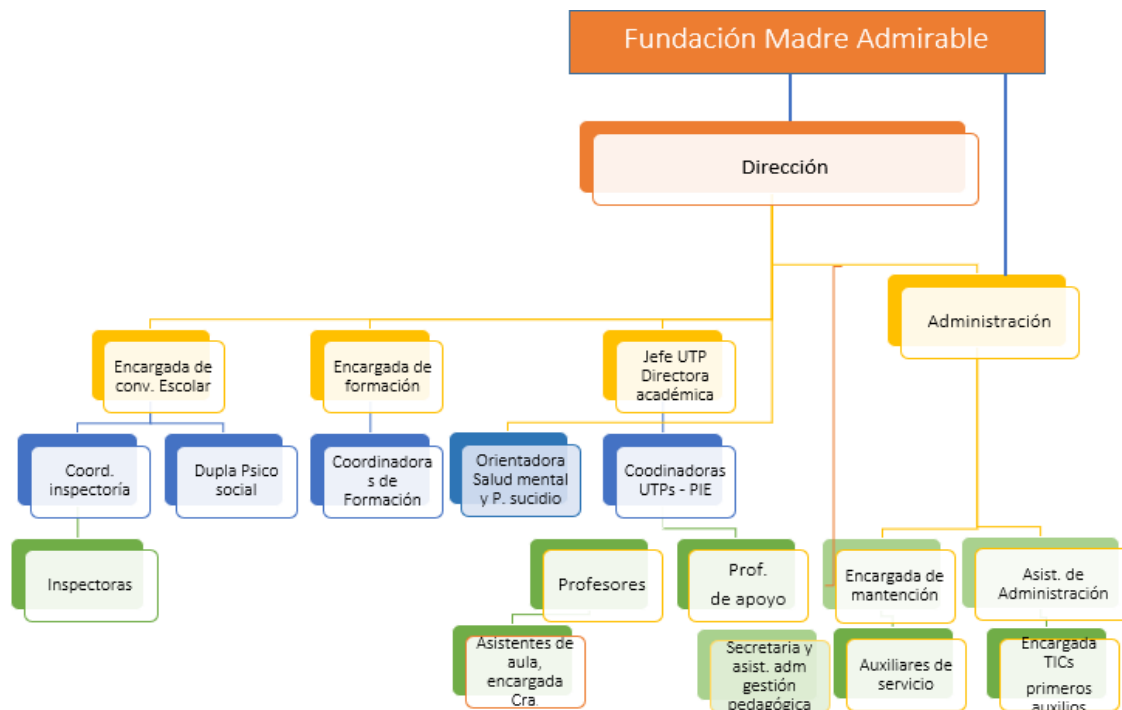 Fundación Madre Admirable
Dirección
Administración
Encargada de
conv. Escolar
Encargada de
formación
Jefe UTP
Directora
académica
Coord.
inspectoría
Dupla Psico
social
Coordinadora
s de
Formación
Orientadora
Salud mental
y P. sucidio
Coodinadoras
UTPs - PIE
Inspectoras
Profesores
Prof.
de apoyo
Encargada de
mantención
Asist. de
Administración
Asistentes de
aula,
encargada
Cra.
Secretaria y
asist. adm
gestión
pedagógica
Auxiliares de
servicio
Encargada
TICs
primeros
auxilios